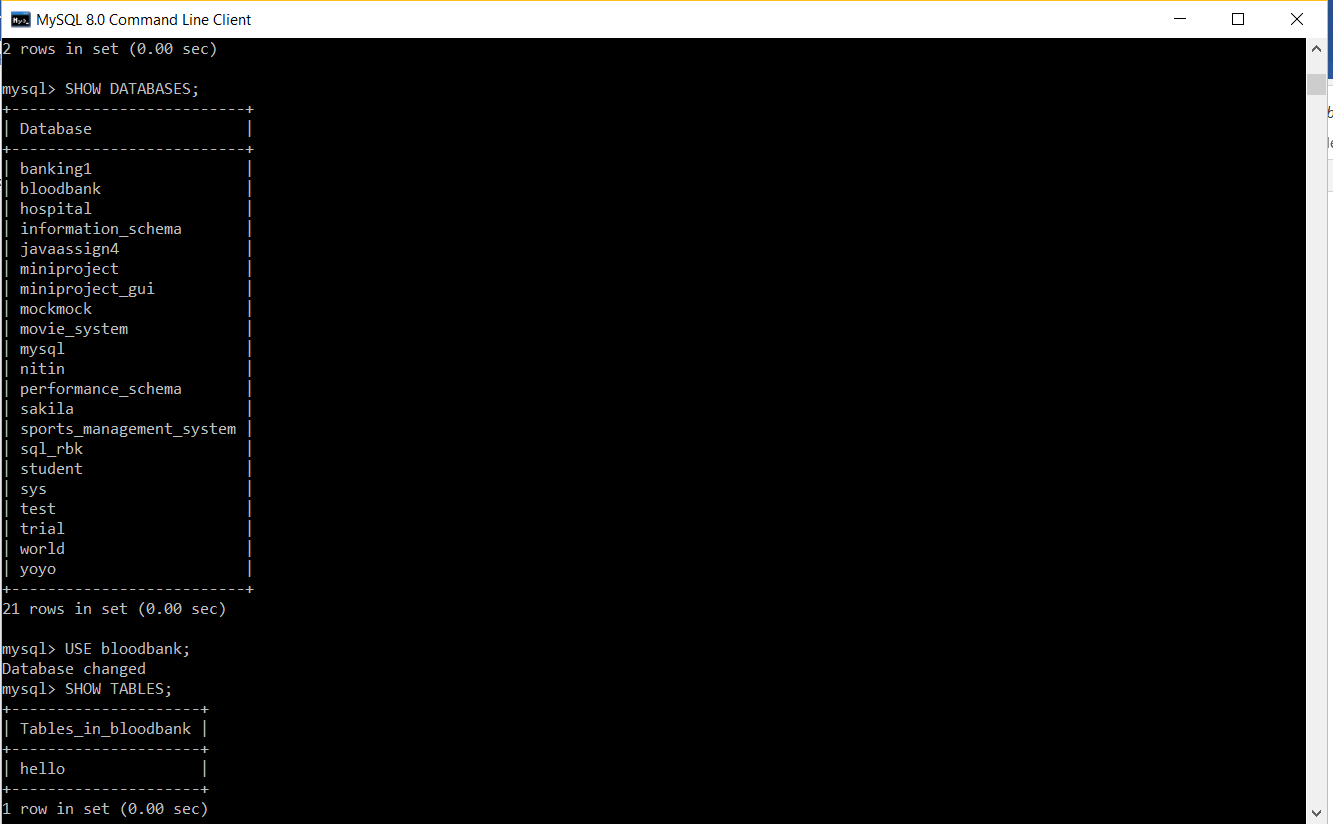 MySQL 8.0 Command Line Client
2 rows in set (0.00 sec)
mysql> SHOW DATABASES;
+--------------------------+
| Database                 |
+--------------------------+
| banking1                 |
| bloodbank                |
| hospital                 |
| information_schema       |
| javaassign4              |
| miniproject              |
| miniproject_gui          |
| mockmock                 |
| movie_system             |
| mysql                    |
| nitin                    |
| performance_schema       |
| sakila                   |
| sports_management_system |
| sql_rbk                  |
| student                  |
| sys                      |
| test                     |
| trial                    |
| world                    |
| yoyo                     |
+--------------------------+
21 rows in set (0.00 sec)
mysql> USE bloodbank;
Database changed
mysql> SHOW TABLES;
+---------------------+
| Tables_in_bloodbank |
+---------------------+
| hello               |
+---------------------+
1 row in set (0.00 sec)